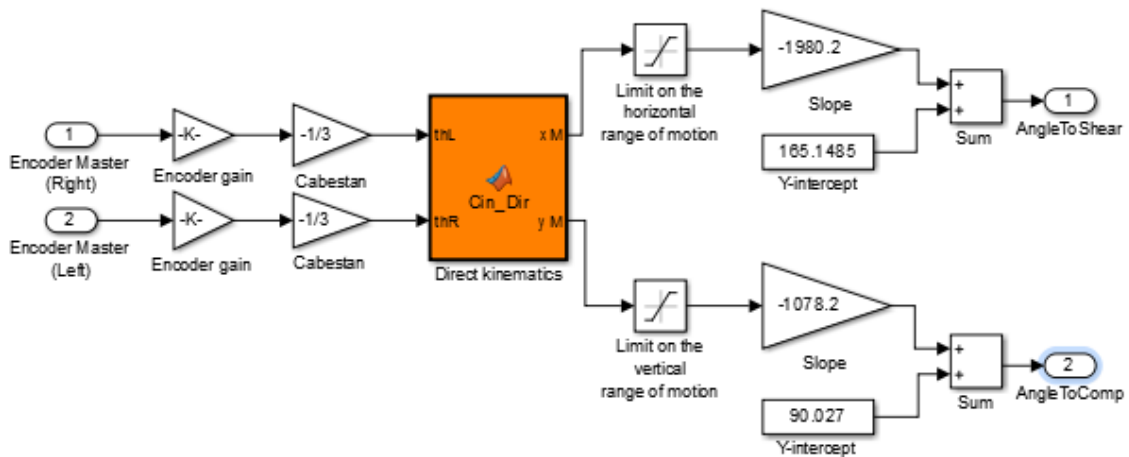 1
Encoder Master
(Right)
-K-
Encoder gain
-1/3
Cabestan
2
Encoder Master
(Left)
-K-
Encoder gain
-1/3
Cabestan
thL
thR
x M
y M
Cin_Dir
Direct kinematics
Limit on the
horizontal
range of motion
-1980.2
Slope
165.1485
Y-intercept
+
+
Sum
1
AngleToShear
Limit on the
vertical
range of motion
-1078.2
Slope
90.027
Y-intercept
+
+
Sum
2
AngleToComp